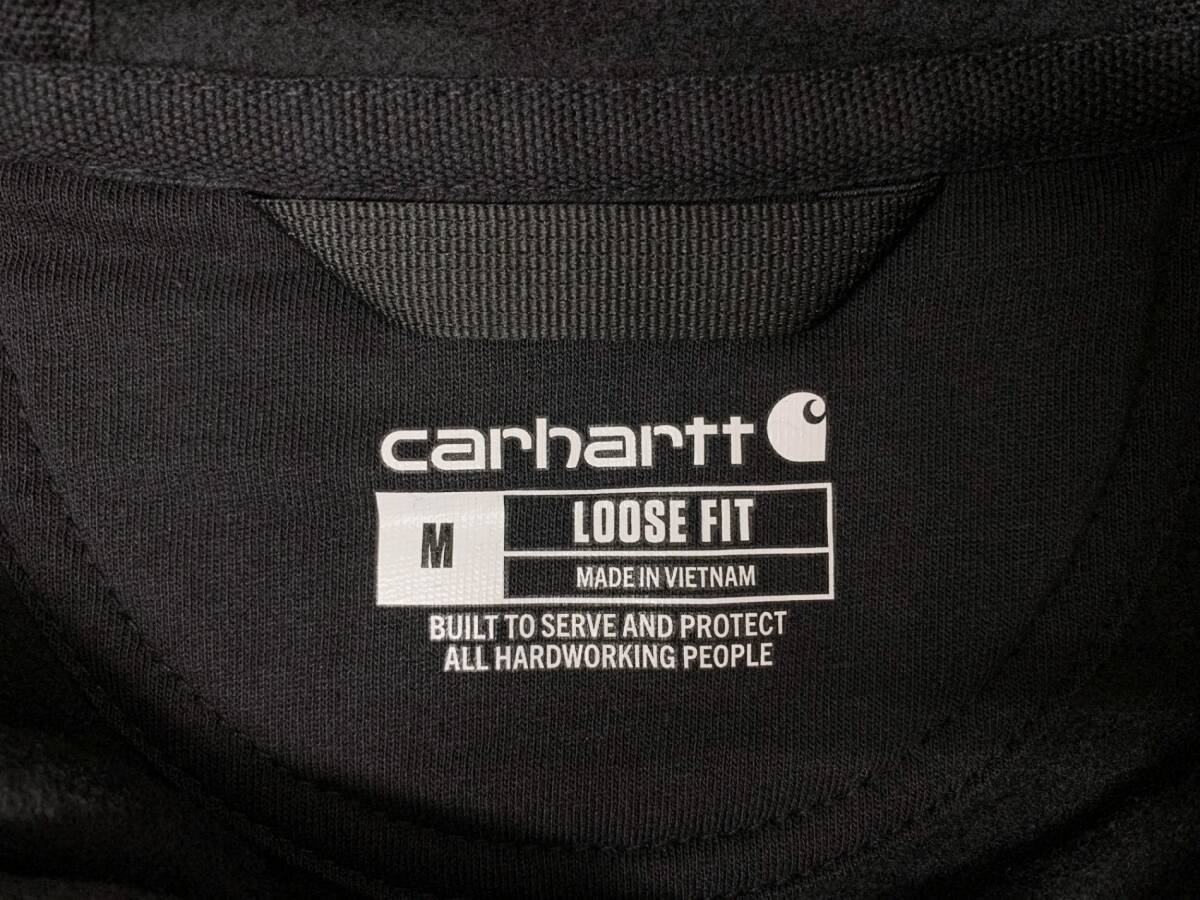 carhartt
M
LOOSE FIT
MADE IN VIETNAM
BUILT TO SERVE AND PROTECT
ALL HARDWORKING PEOPLE